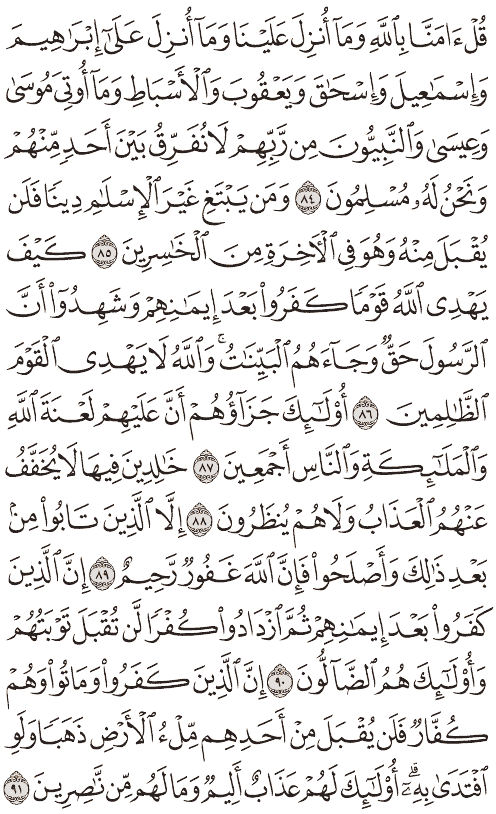 قُلْ ءَامَنَّا بِٱللَّهِ وَمَآ أُنزِلَ عَلَيْنَا وَمَآ أُنزِلَ عَلَىٰٓ إِبْرَٰهِيمَ
وَإِسْمَٰعِيلَ وَإِسْحَٰقَ وَيَعْقُوبَ وَٱلْأَسْبَاطِ وَمَآ أُوتِىَ مُوسَىٰ
وَعِيسَىٰ وَٱلنَّبِيُّونَ مِن رَّبِّهِمْ لَا نُفَرِّقُ بَيْنَ أَحَدٍ مِّنْهُمْ
وَنَحْنُ لَهُۥ مُسْلِمُونَ ٨٤ وَمَن يَبْتَغِ غَيْرَ ٱلْإِسْلَٰمِ دِينًا فَلَن
يُقْبَلَ مِنْهُ وَهُوَ فِى ٱلْأَخِرَةِ مِنَ ٱلْخَٰسِرِينَ ٨٥ كَيْفَ
يَهْدِى ٱللَّهُ قَوْمًا كَفَرُوا۟ بَعْدَ إِيمَٰنِهِمْ وَشَهِدُوٓا۟ أَنَّ
ٱلرَّسُولَ حَقٌّ وَجَآءَهُمُ ٱلْبَيِّنَٰتُ ۚ وَٱللَّهُ لَا يَهْدِى ٱلْقَوْمَ
ٱلظَّٰلِمِينَ ٨٦ أُو۟لَٰٓئِكَ جَزَآؤُهُمْ أَنَّ عَلَيْهِمْ لَعْنَةَ ٱللَّهِ
وَٱلْمَلَٰٓئِكَةِ وَٱلنَّاسِ أَجْمَعِينَ ٨٧ خَٰلِدِينَ فِيهَا لَا يُخَفَّفُ
عَنْهُمُ ٱلْعَذَابُ وَلَا هُمْ يُنظَرُونَ ٨٨ إِلَّا ٱلَّذِينَ تَابُوا۟ مِنۢ
بَعْدِ ذَٰلِكَ وَأَصْلَحُوا۟ فَإِنَّ ٱللَّهَ غَفُورٌ رَّحِيمٌ ٨٩ إِنَّ ٱلَّذِينَ
كَفَرُوا۟ بَعْدَ إِيمَٰنِهِمْ ثُمَّ ٱزْدَادُوا۟ كُفْرًا لَّن تُقْبَلَ تَوْبَتُهُمْ
وَأُو۟لَٰٓئِكَ هُمُ ٱلضَّآلُّونَ ٩٠ إِنَّ ٱلَّذِينَ كَفَرُوا۟ وَمَاتُوا۟ وَهُمْ
كُفَّارٌ فَلَن يُقْبَلَ مِنْ أَحَدِهِم مِّلْءُ ٱلْأَرْضِ ذَهَبًا وَلَوِ
ٱفْتَدَىٰ بِهِۦٓ ۗ أُو۟لَٰٓئِكَ لَهُمْ عَذَابٌ أَلِيمٌ وَمَا لَهُم مِّن نَّٰصِرِينَ ٩١